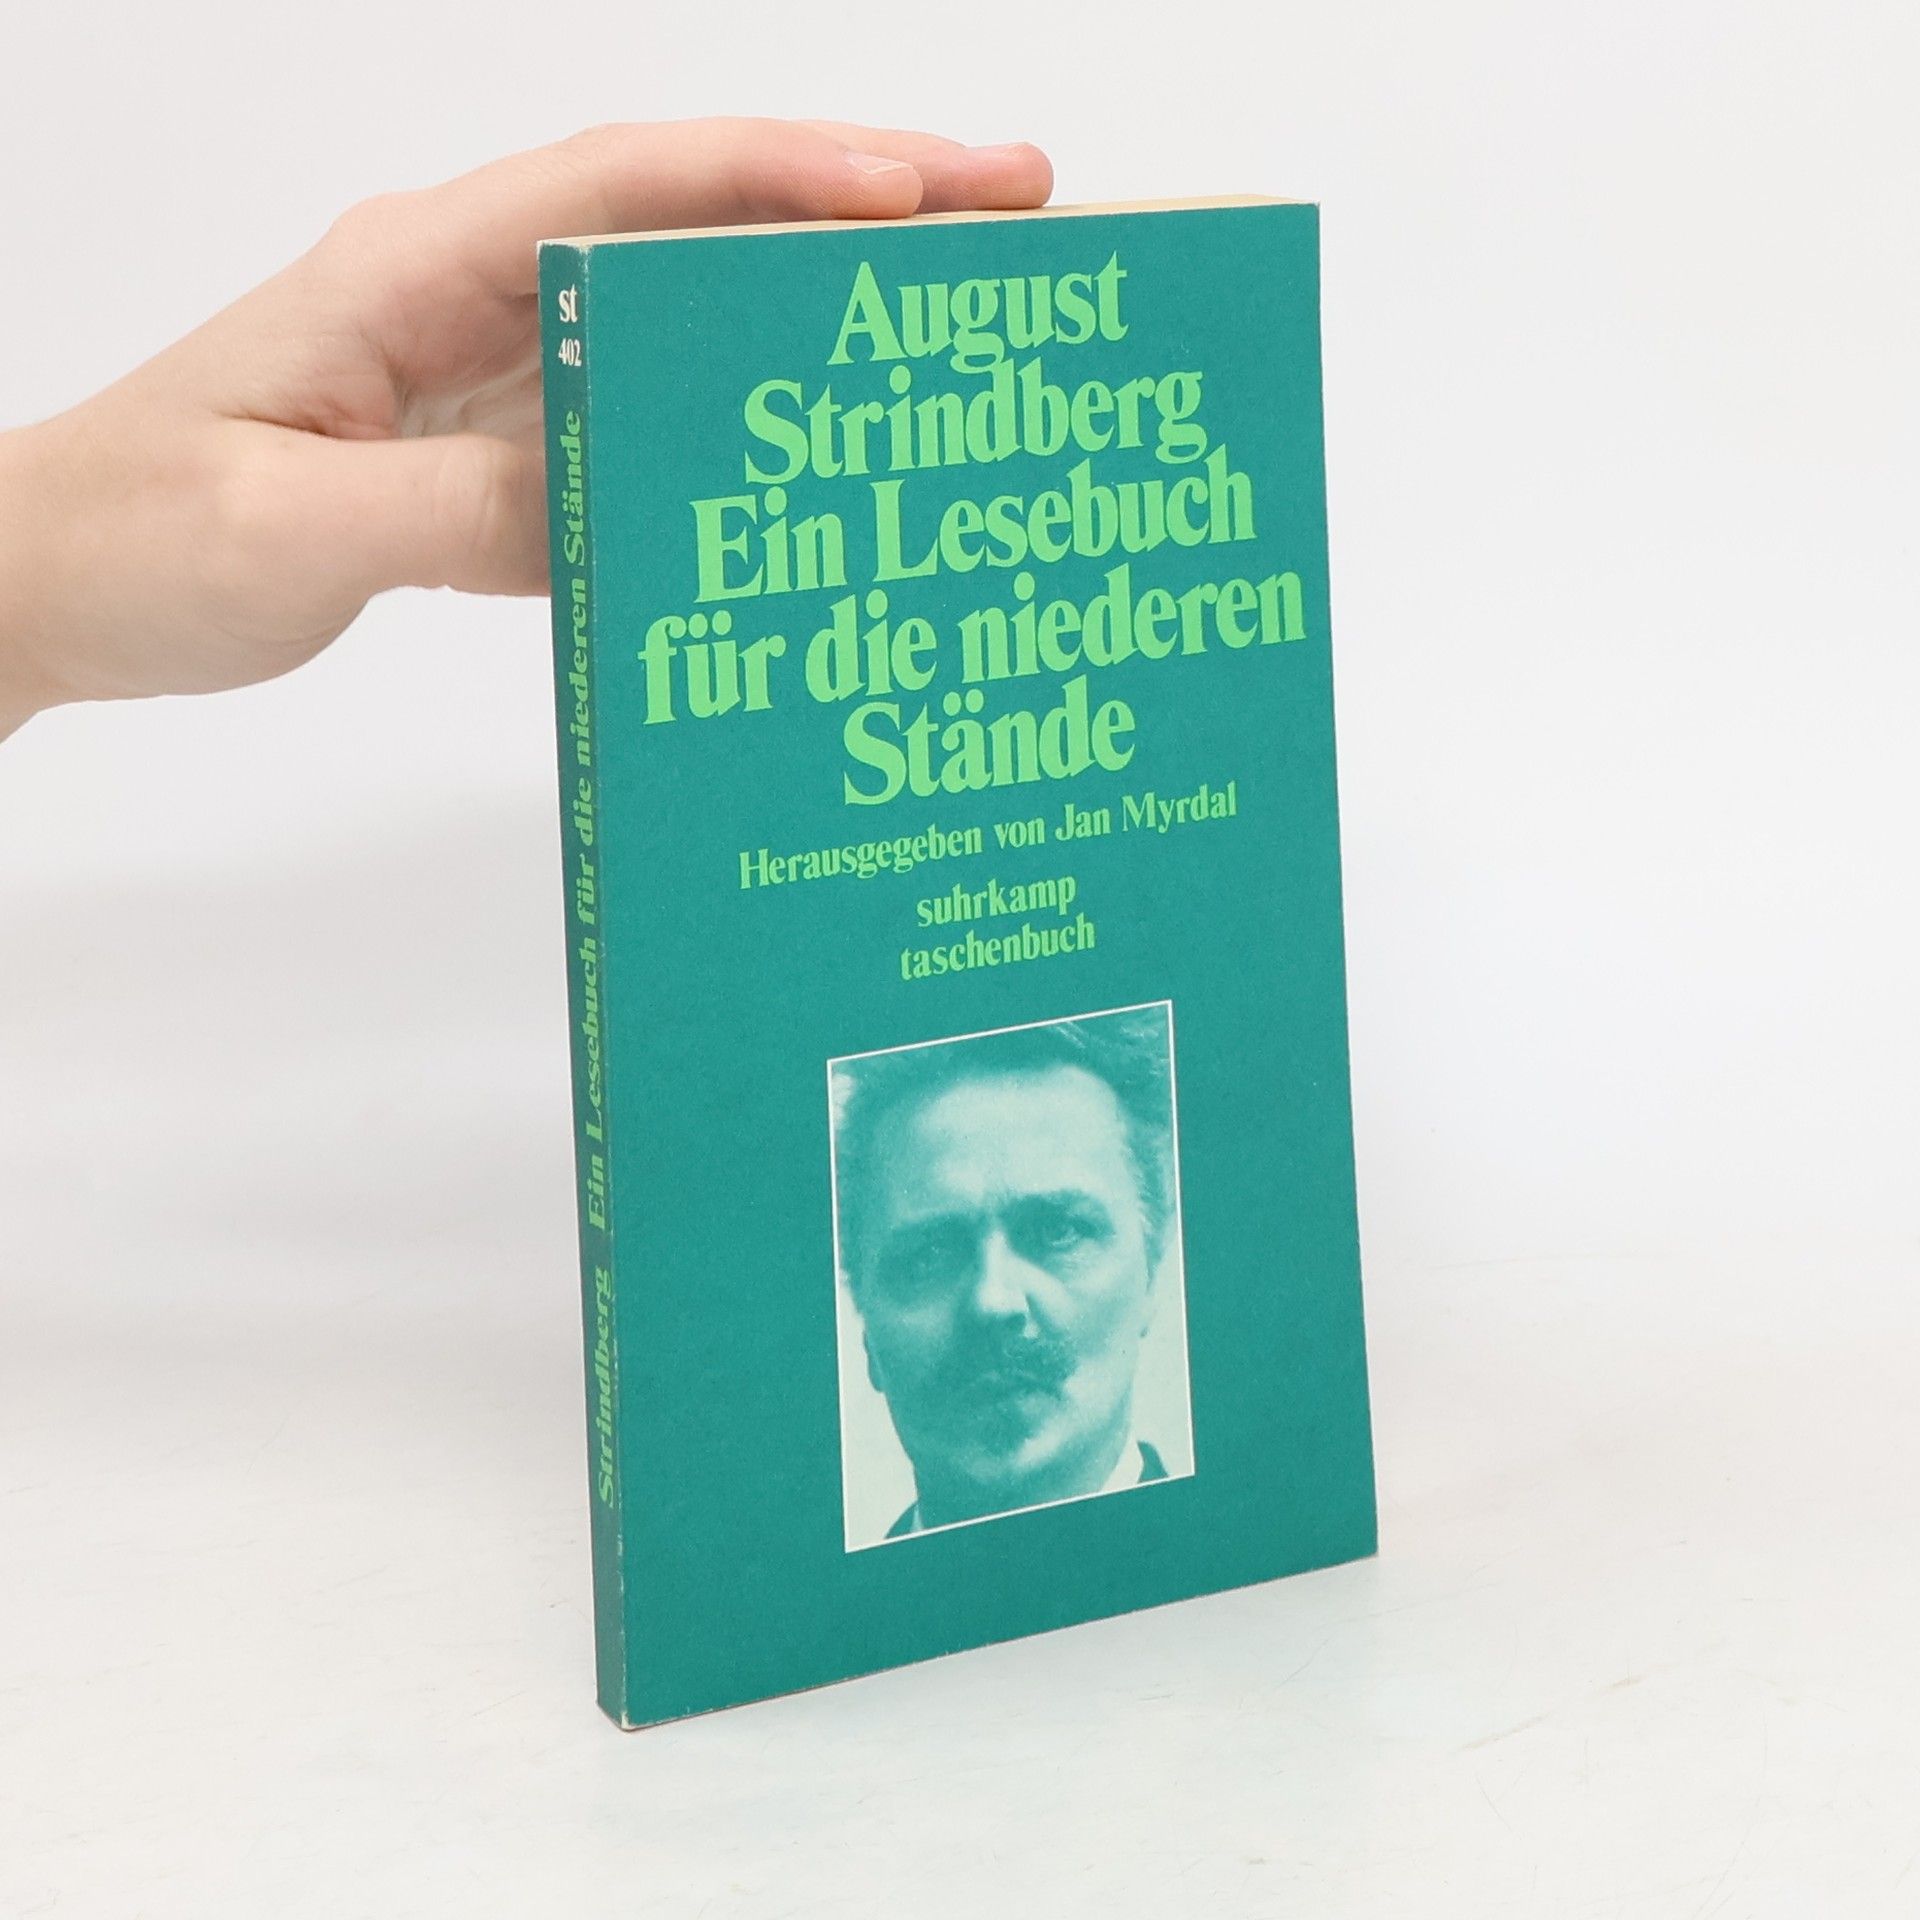 August
Strindberg
Ein Lesebuch
für die niederen
Stände
Herausgegeben von Jan Myrdal
suhrkamp
taschenbuch
st
402
Strindberg Ein Lesebuch für die niederen Stände